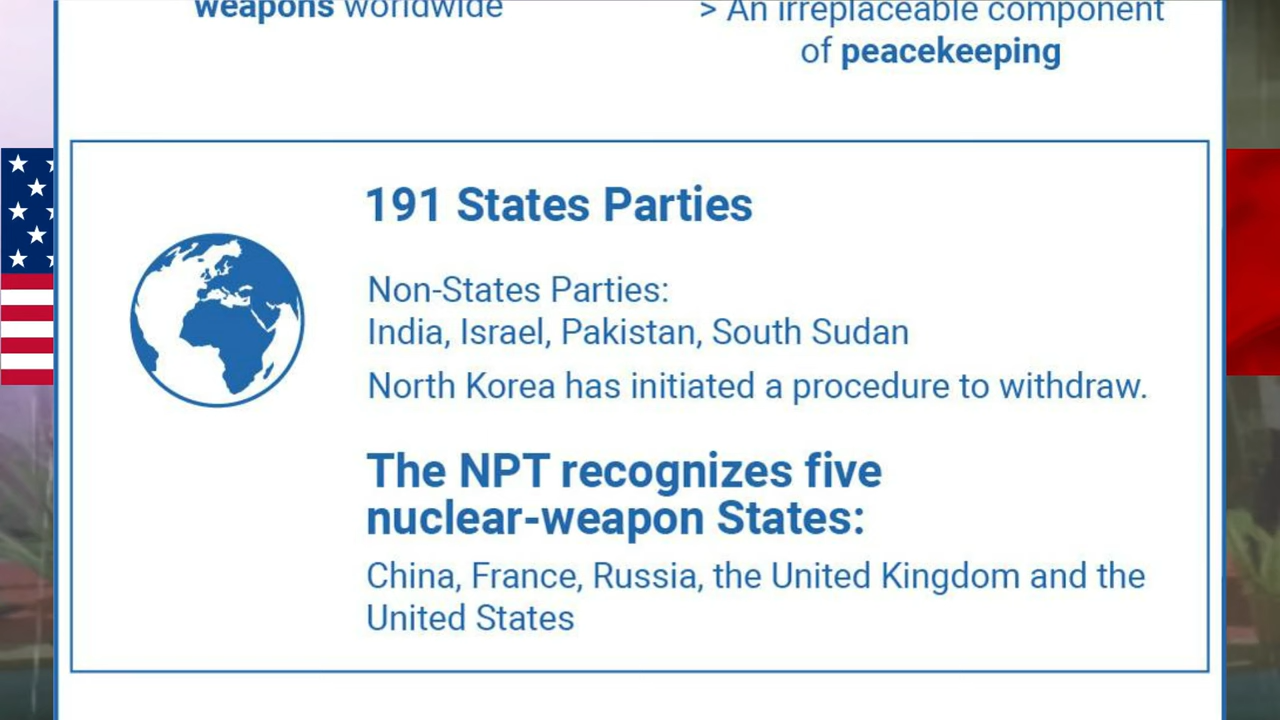 weapons worldwide
> An irreplaceable component
of peacekeeping
191 States Parties
Non-States Parties:
India, Israel, Pakistan, South Sudan
North Korea has initiated a procedure to withdraw.
The NPT recognizes five
nuclear-weapon States:
China, France, Russia, the United Kingdom and the
United States